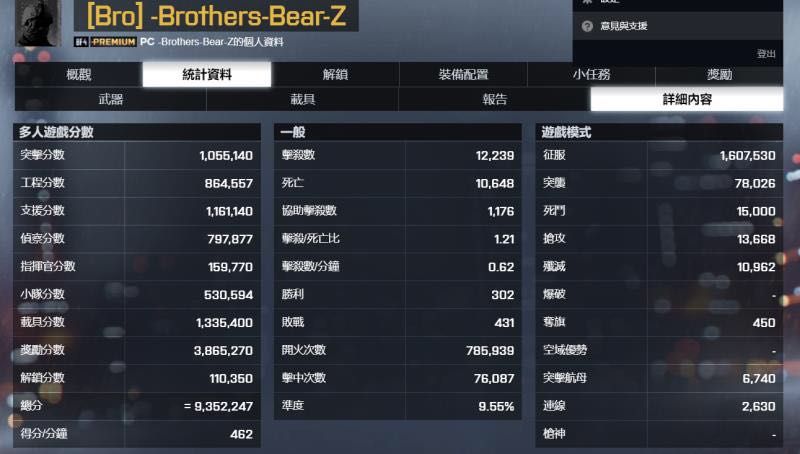 [Bro] -Brothers-Bear-Z
BF4 -PREMIUM PC -Brothers-Bear-Z的個人資料
意見與支援
登出
概觀 統計資料 解鎖 裝備配置 小任務 獎勵
武器 載具 報告 詳細內容
多人遊戲分數
突擊分數 1,055,140
工程分數 864,557
支援分數 1,161,140
偵察分數 797,877
指揮官分數 159,770
小隊分數 530,594
載具分數 1,335,400
獎勵分數 3,865,270
解鎖分數 110,350
總分 = 9,352,247
得分/分鐘 462
一般
擊殺數 12,239
死亡 10,648
協助擊殺數 1,176
擊殺/死亡比 1.21
擊殺數/分鐘 0.62
勝利 302
敗戰 431
開火次數 785,939
擊中次數 76,087
準度 9.55%
遊戲模式
征服 1,607,530
突襲 78,026
死鬥 15,000
搶攻 13,668
殲滅 10,962
爆破 -
奪旗 450
空域優勢 -
突擊航母 6,740
連線 2,630
槍神 -